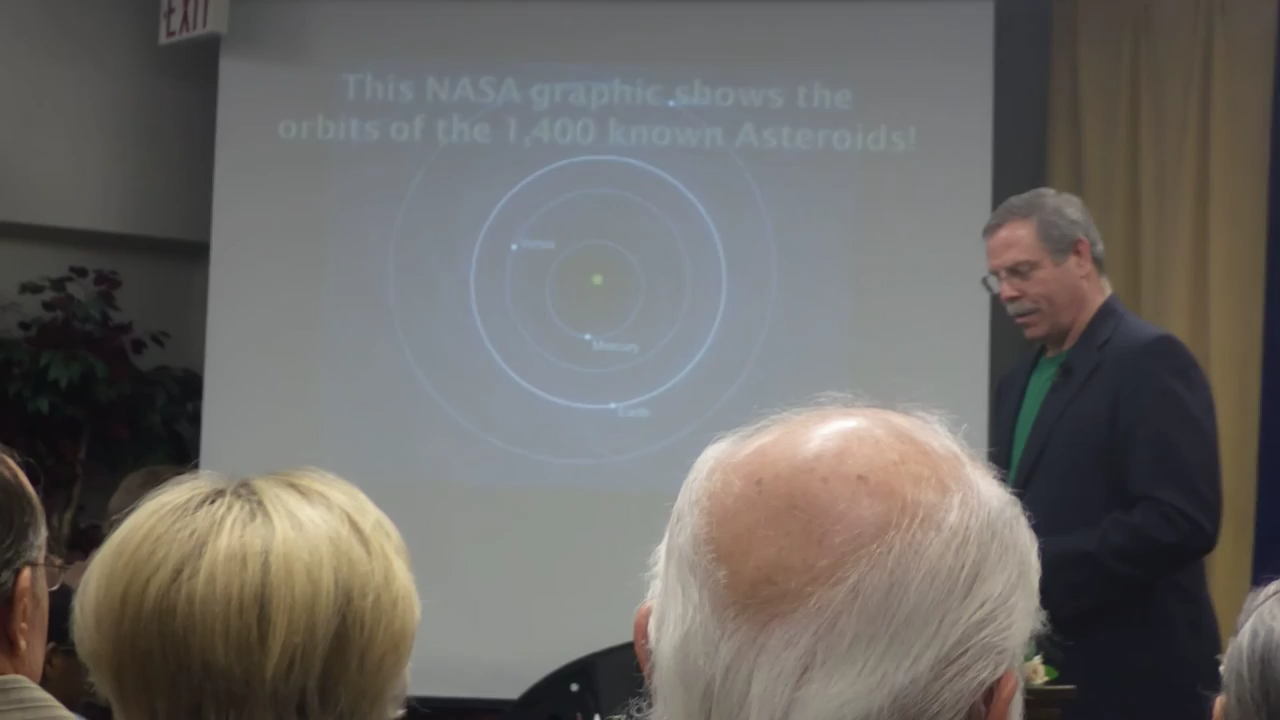 EXIT
This NASA graphic shows the
orbits of the 1,400 known Asteroids!
Venus
Mercury
Earth